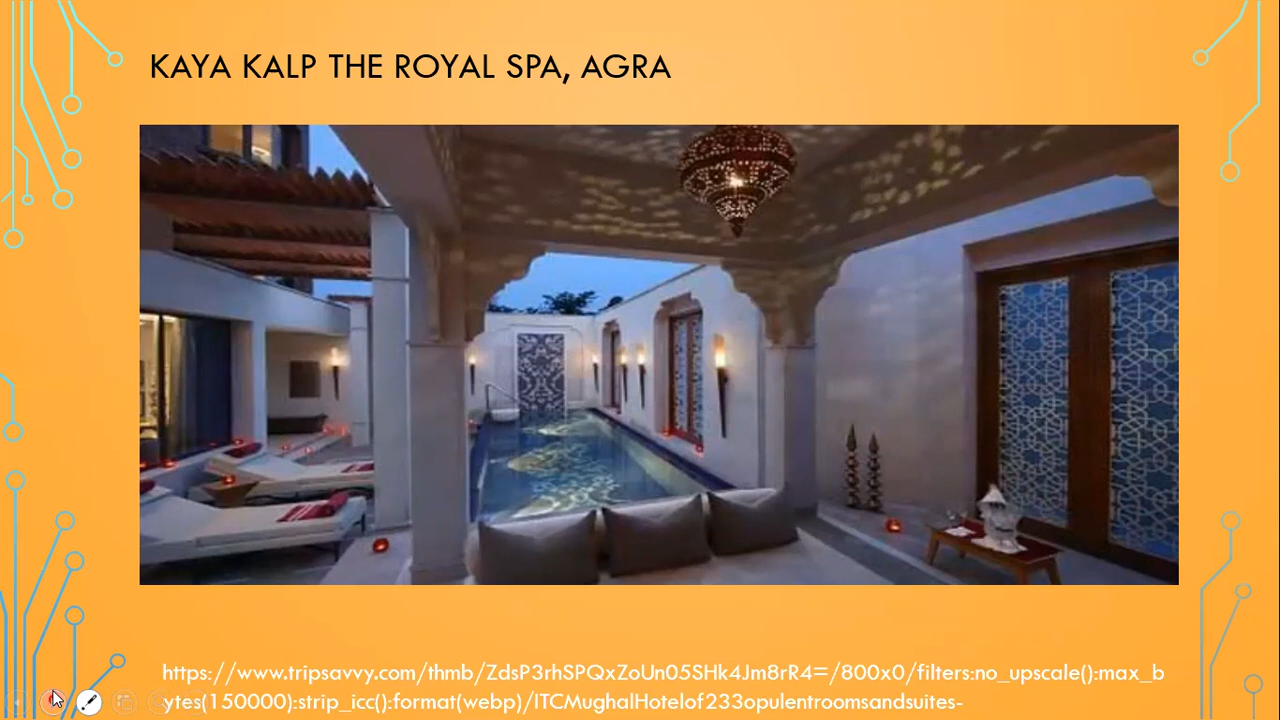 KAYA KALP THE ROYAL SPA, AGRA
https://www.tripsavvy.com/thmb/ZdsP3rhSPQxZoUn05SHk4Jm8rR4=/800x0/filters:no_upscale():max_b
ytes(150000):strip_icc():format(webp)/ITCMughalHotelof233opulentroomsandsuites-